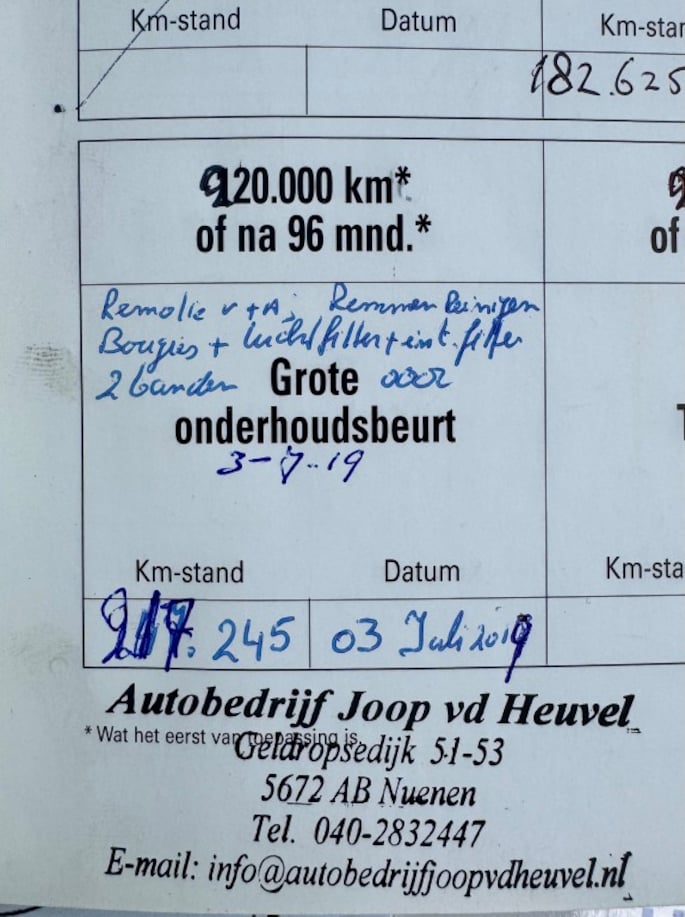 Km-stand Datum Km-star
182.625
220.000 km*
of na 96 mnd.* of
Remolie v + A; Remmen Reinigen
Bougies + luchtfilter + int. filter
2 banden Grote voor
onderhoudsbeurt
3-7-19
Km-stand Datum Km-sta
217.245 03 Juli 2019
Autobedrijf Joop vd Heuvel
* Wat het eerst van toepassing is.
Geldropsedijk 51-53
5672 AB Nuenen
Tel. 040-2832447
E-mail: info@autobedrijfjoopvdheuvel.nl